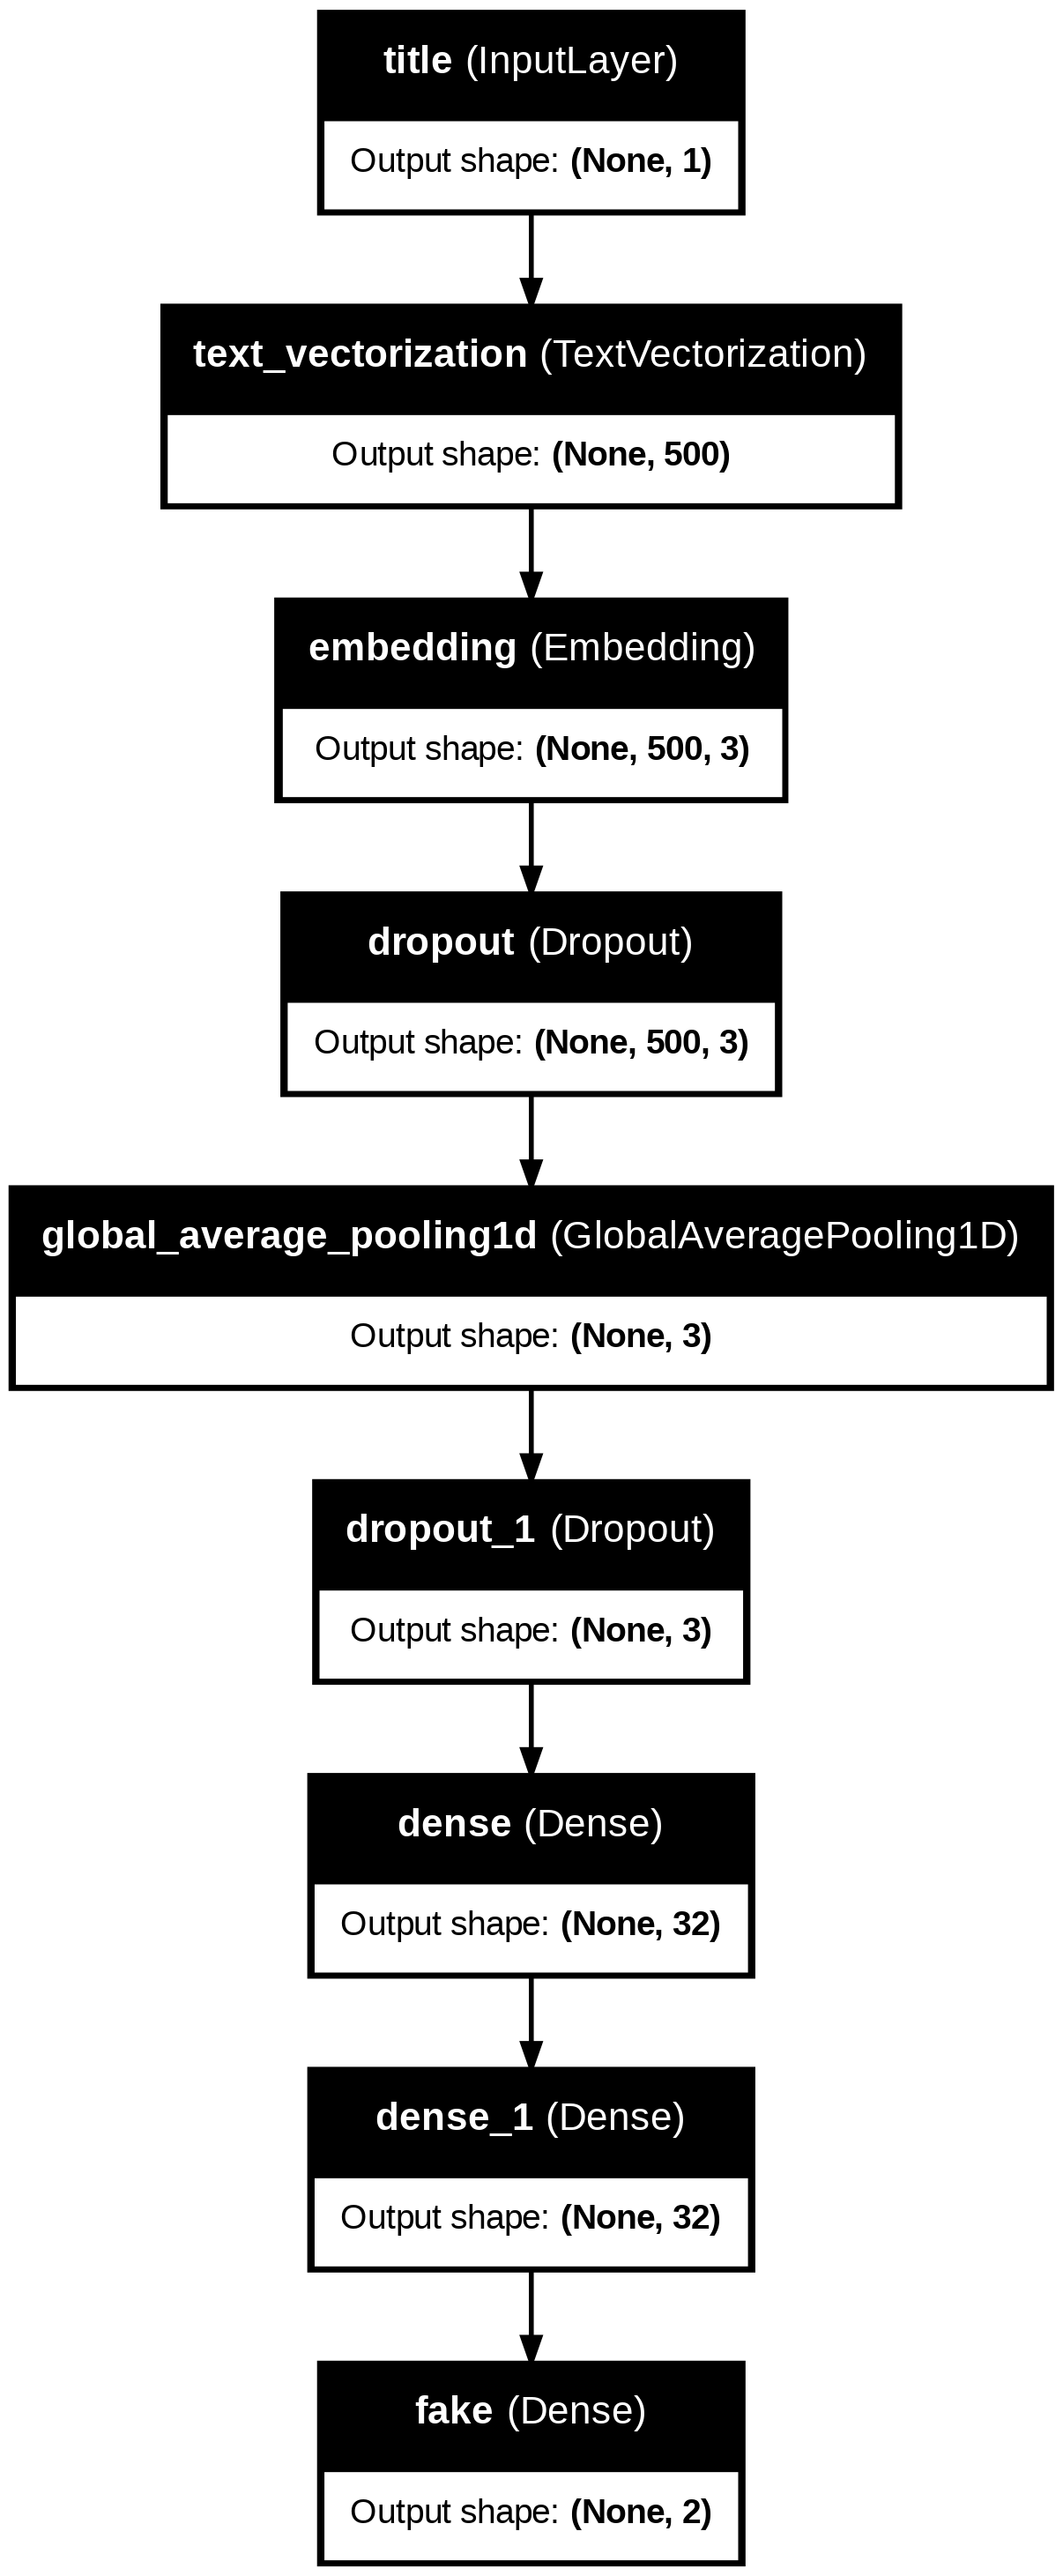 title (InputLayer)
Output shape: (None, 1)
text_vectorization (TextVectorization)
Output shape: (None, 500)
embedding (Embedding)
Output shape: (None, 500, 3)
dropout (Dropout)
Output shape: (None, 500, 3)
global_average_pooling1d (GlobalAveragePooling1D)
Output shape: (None, 3)
dropout_1 (Dropout)
Output shape: (None, 3)
dense (Dense)
Output shape: (None, 32)
dense_1 (Dense)
Output shape: (None, 32)
fake (Dense)
Output shape: (None, 2)